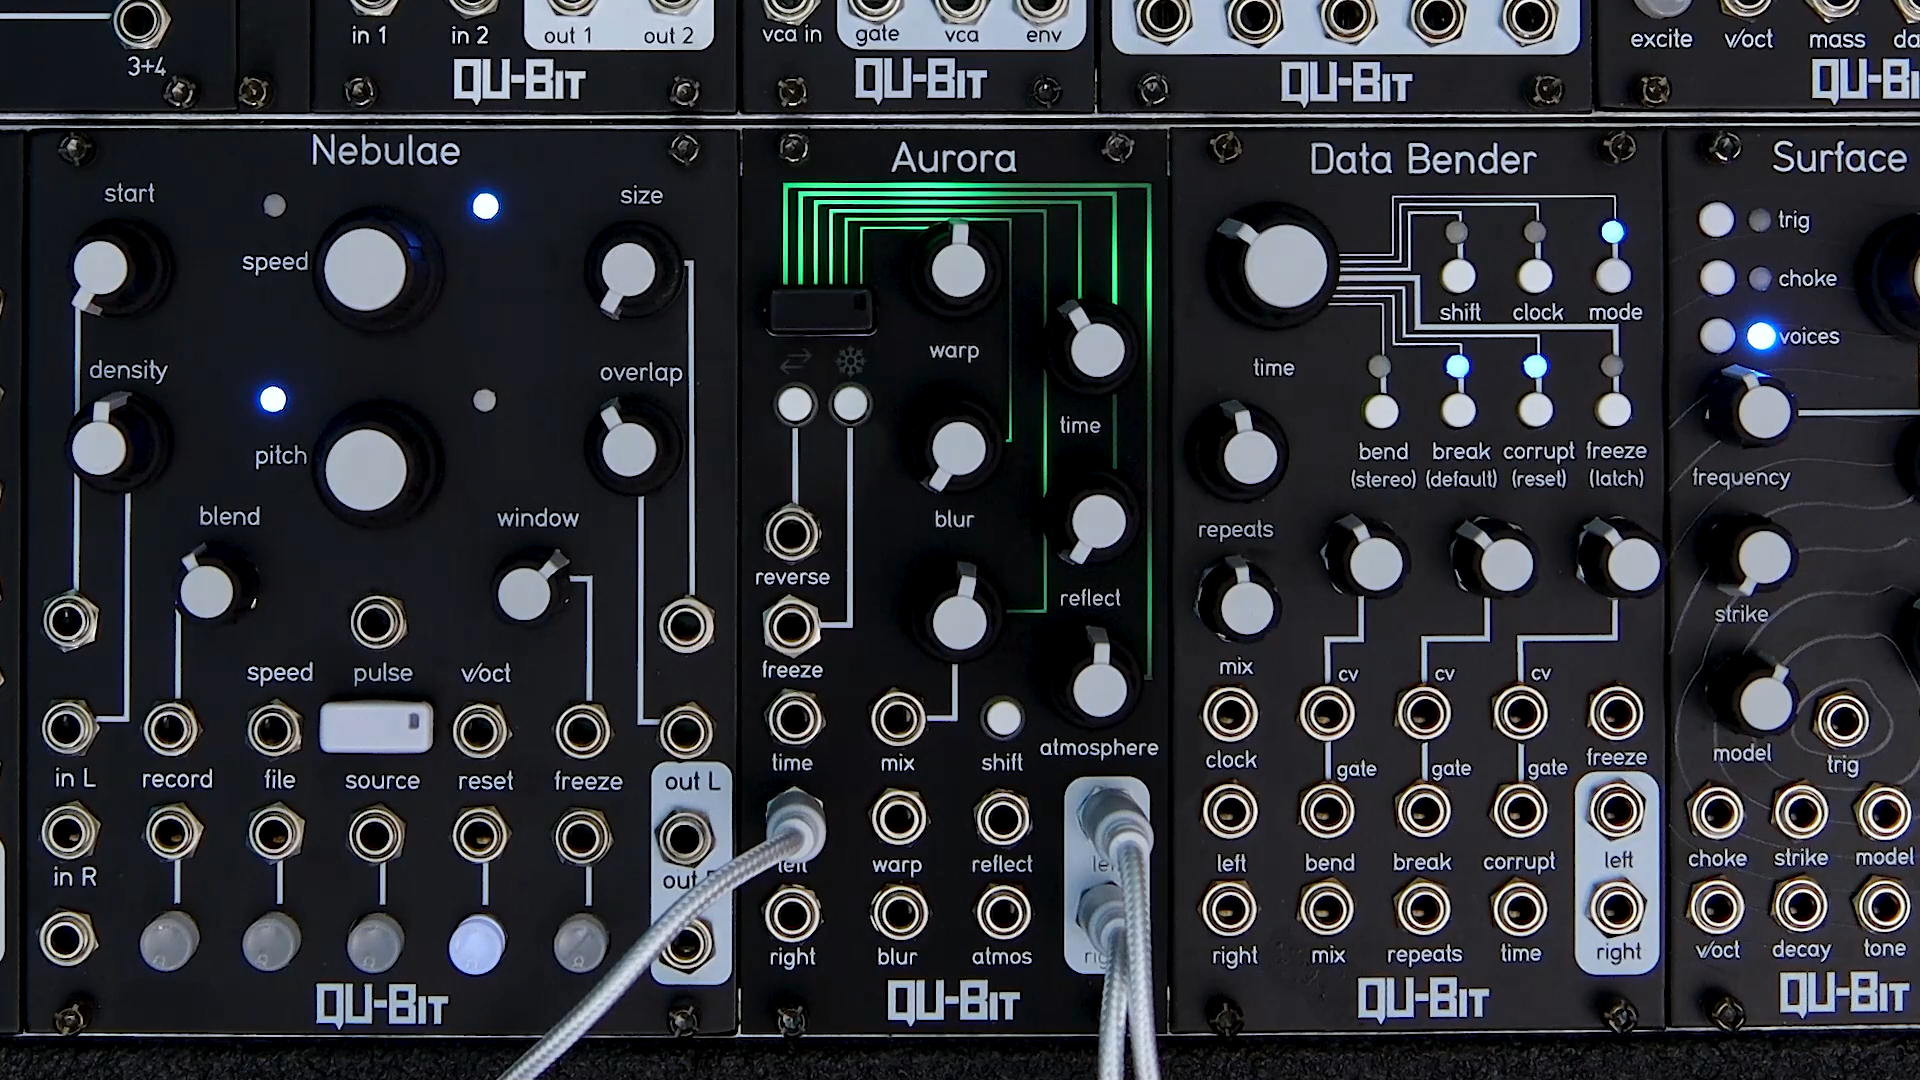 3+4
in 1
in 2
out 1
out 2
QU-BIT
vca in
gate
vca
env
QU-BIT
QU-BIT
excite
v/oct
mass
QU-BIT
Nebulae
start
size
speed
density
overlap
pitch
blend
window
speed
pulse
v/oct
in L
record
file
source
reset
freeze
out L
in R
out
QU-BIT
Aurora
warp
time
blur
reverse
reflect
freeze
atmosphere
time
mix
shift
left
warp
reflect
right
blur
atmos
QU-BIT
Data Bender
shift
clock
mode
time
bend
(stereo)
break
(default)
corrupt
(reset)
freeze
(latch)
repeats
mix
cv
cv
cv
clock
gate
gate
gate
freeze
left
bend
break
corrupt
left
right
mix
repeats
time
right
QU-BIT
Surface
trig
choke
voices
frequency
strike
model
trig
choke
strike
model
v/oct
decay
tone
QU-BIT